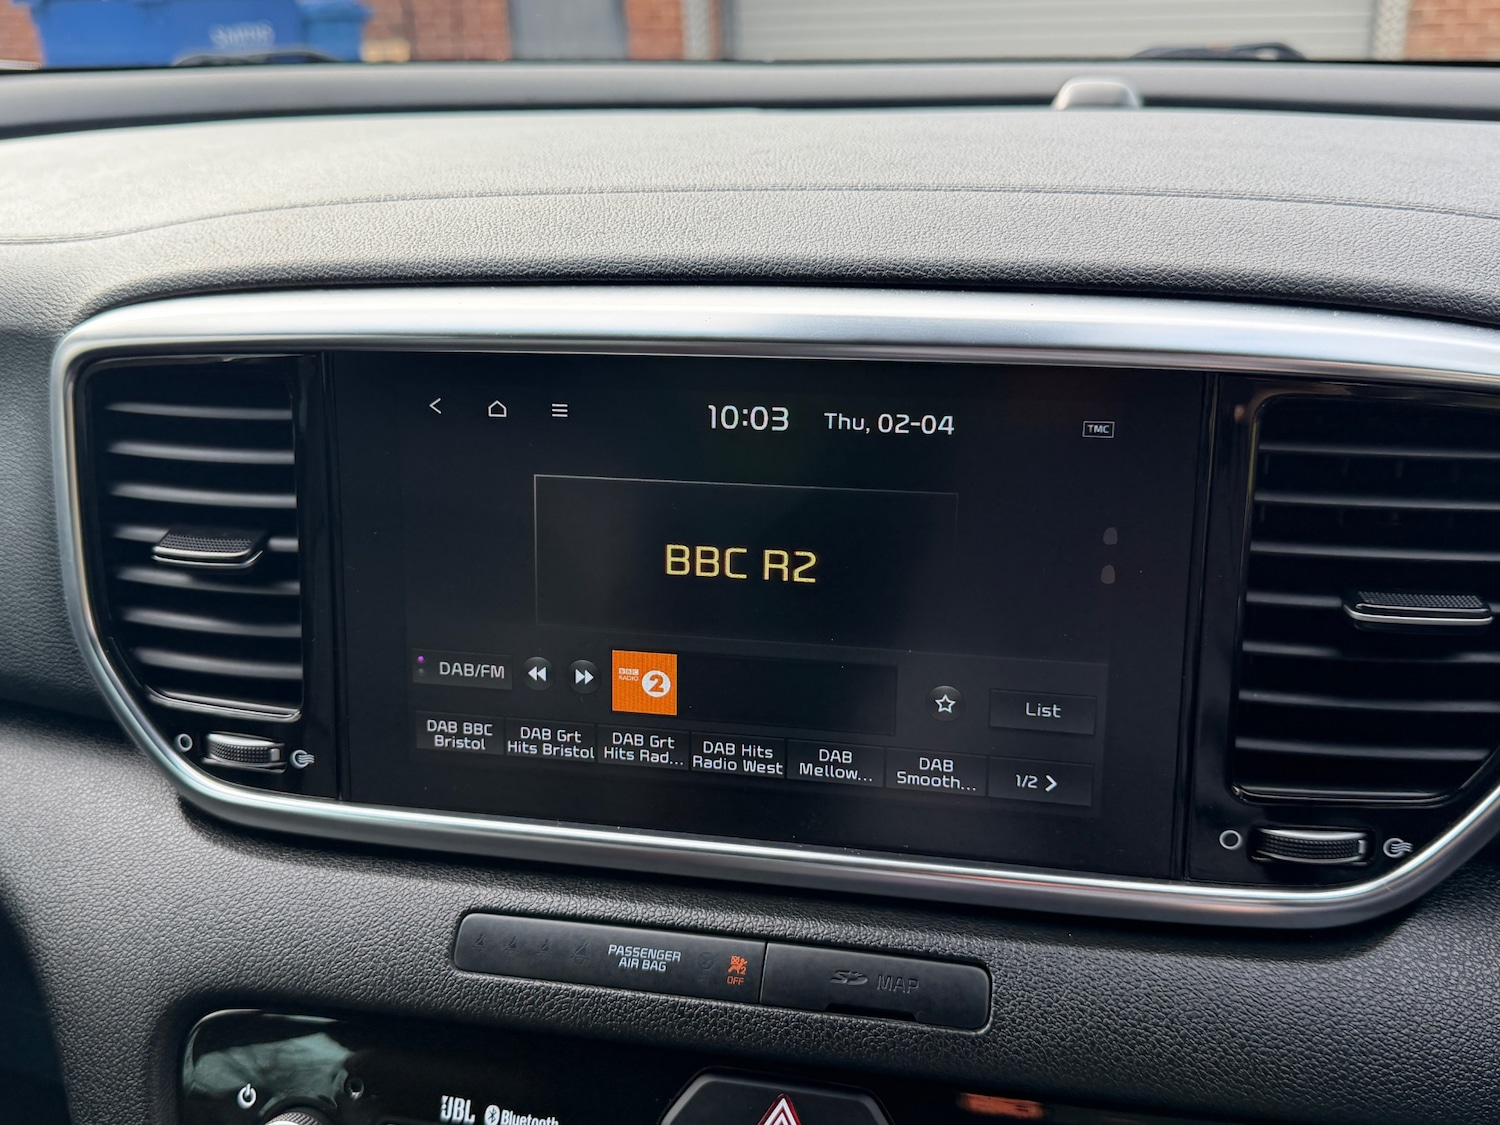 10:03 Thu, 02-04
TMC
BBC R2
DAB/FM
BBC
RADIO
2
List
DAB BBC
Bristol
DAB Grt
Hits Bristol
DAB Grt
Hits Rad...
DAB Hits
Radio West
DAB
Mellow...
DAB
Smooth...
1/2
PASSENGER
AIR BAG
OFF
SD MAP
JBL Bluetooth